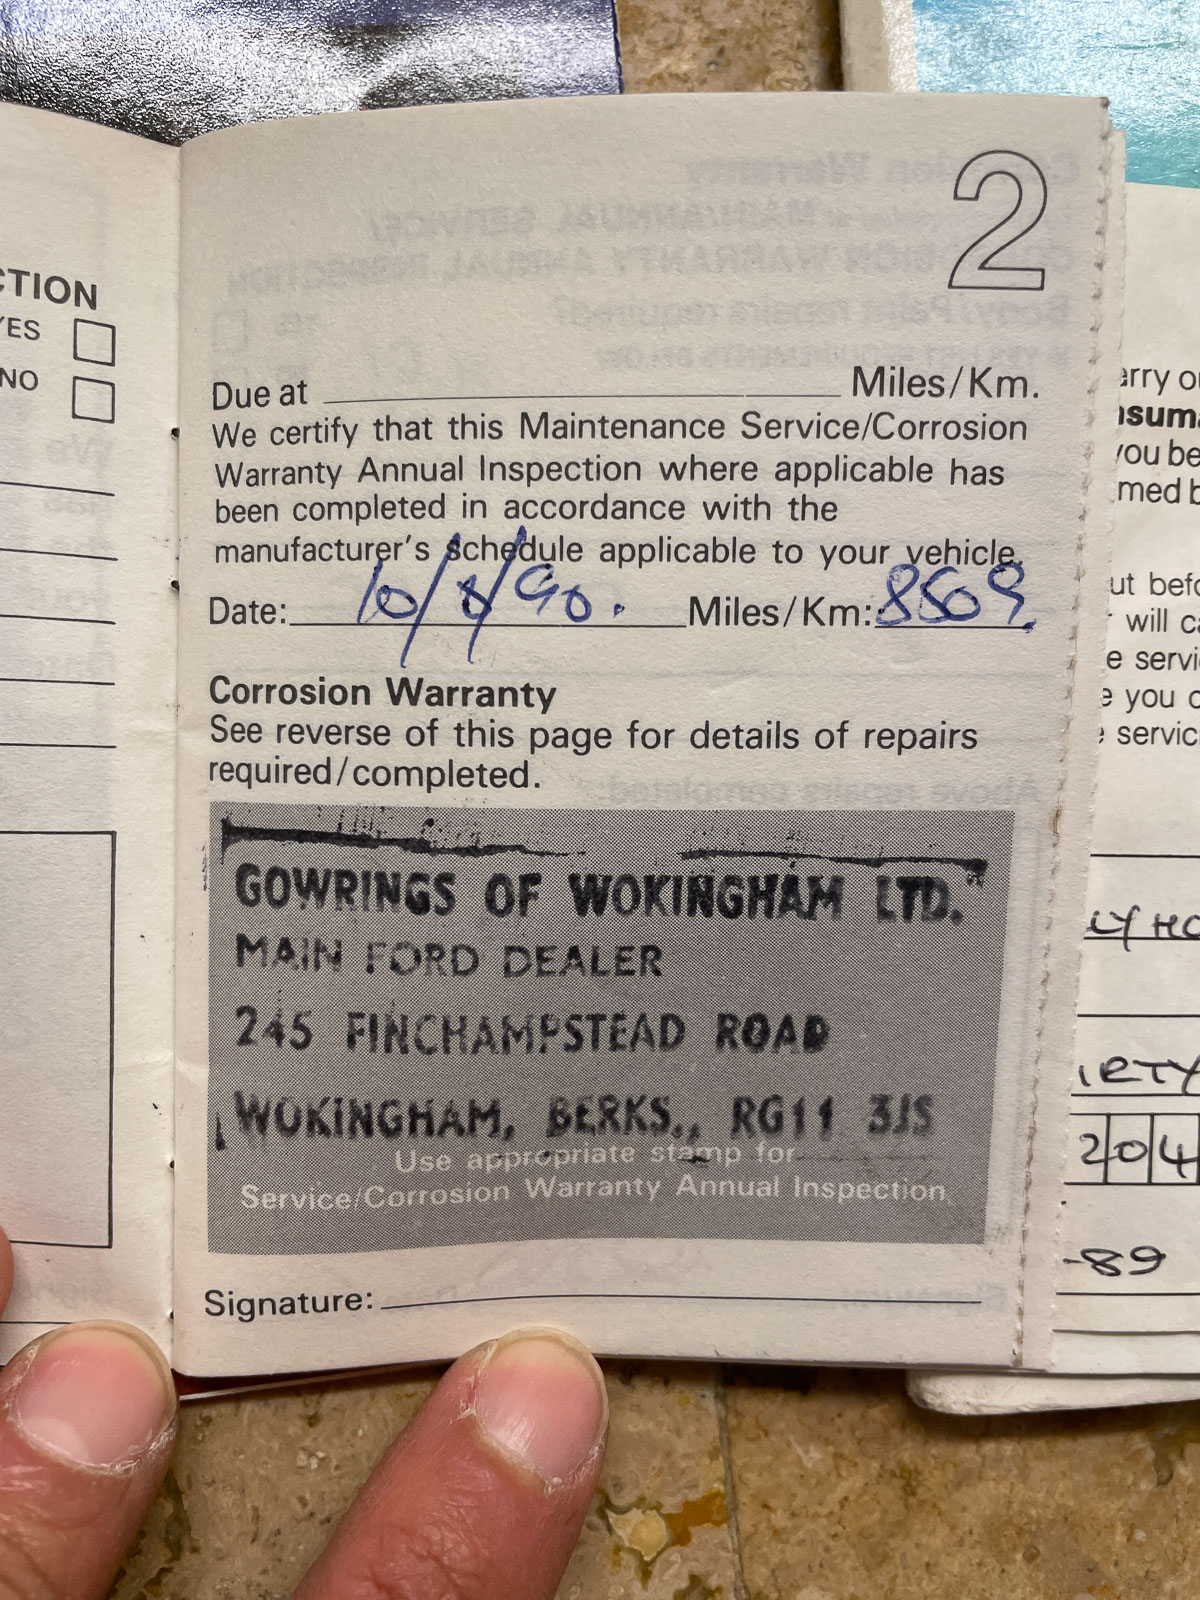 CTION
YES
NO
2
Due at Miles/Km.
We certify that this Maintenance Service/Corrosion
Warranty Annual Inspection where applicable has
been completed in accordance with the
manufacturer's schedule applicable to your vehicle.
Date: 10/8/90. Miles/Km: 8509.
Corrosion Warranty
See reverse of this page for details of repairs
required/completed.
GOWRINGS OF WOKINGHAM LTD.
MAIN FORD DEALER
245 FINCHAMPSTEAD ROAD
WOKINGHAM, BERKS., RG11 3JS
Use appropriate stamp for
Service/Corrosion Warranty Annual Inspection.
Signature:
arry
you be
med b
ut
will
servi
you
servic
204
-89